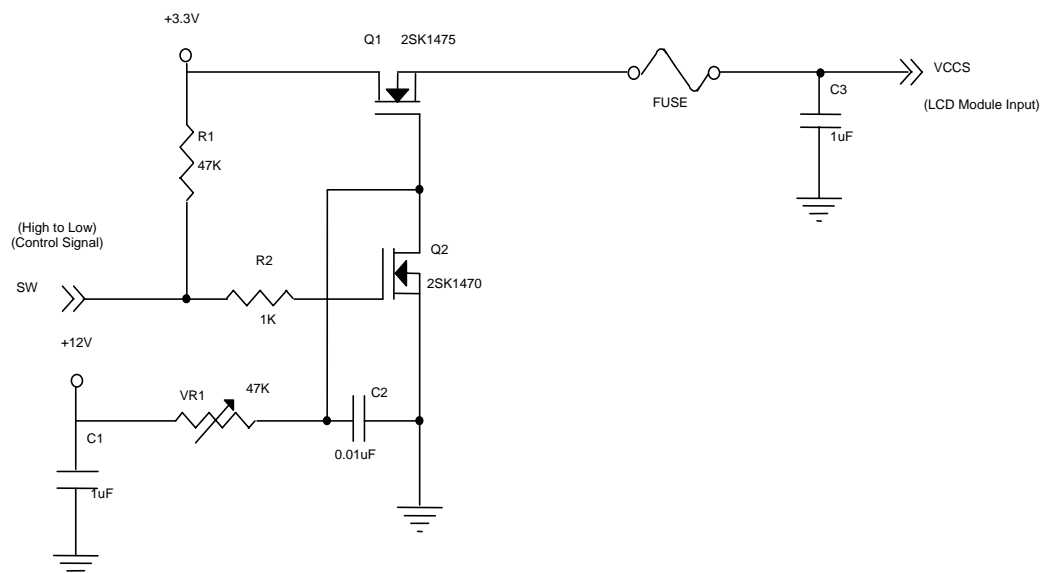 +3.3V
Q1 2SK1475
VCCS
FUSE
C3
(LCD Module Input)
1uF
R1
47K
(High to Low)
(Control Signal)
Q2
R2
2SK1470
SW
1K
+12V
VR1
47K
C2
C1
0.01uF
1uF